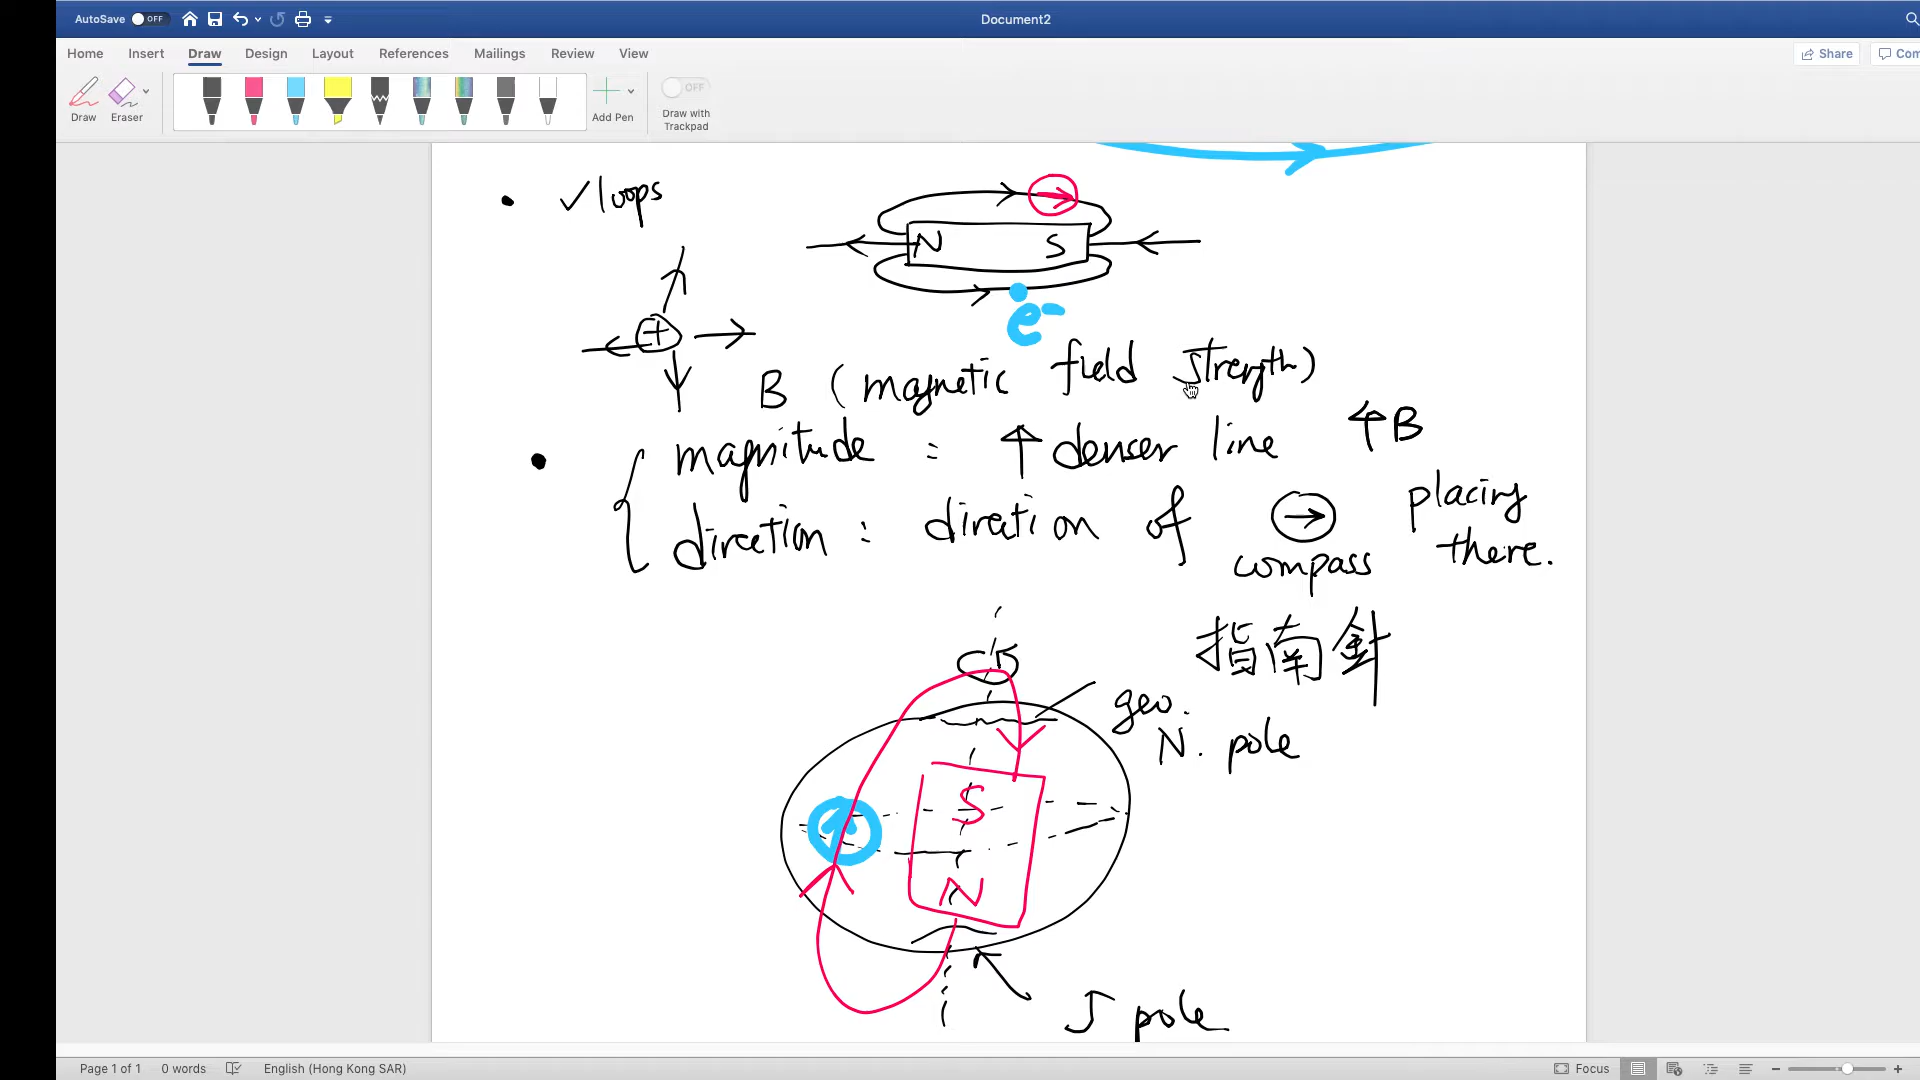 AutoSave OFF
Document2
Home Insert Draw Design Layout References Mailings Review View
Share Com
Draw Eraser Add Pen OFF Draw with Trackpad
✓ loops
N S
e⁻
+
B (magnetic field strength)
magnitude : ↑ denser line ↑B
direction : direction of → placing there.
compass
指南針
geo.
N. pole
S
N
S pole
Page 1 of 1 0 words English (Hong Kong SAR) Focus